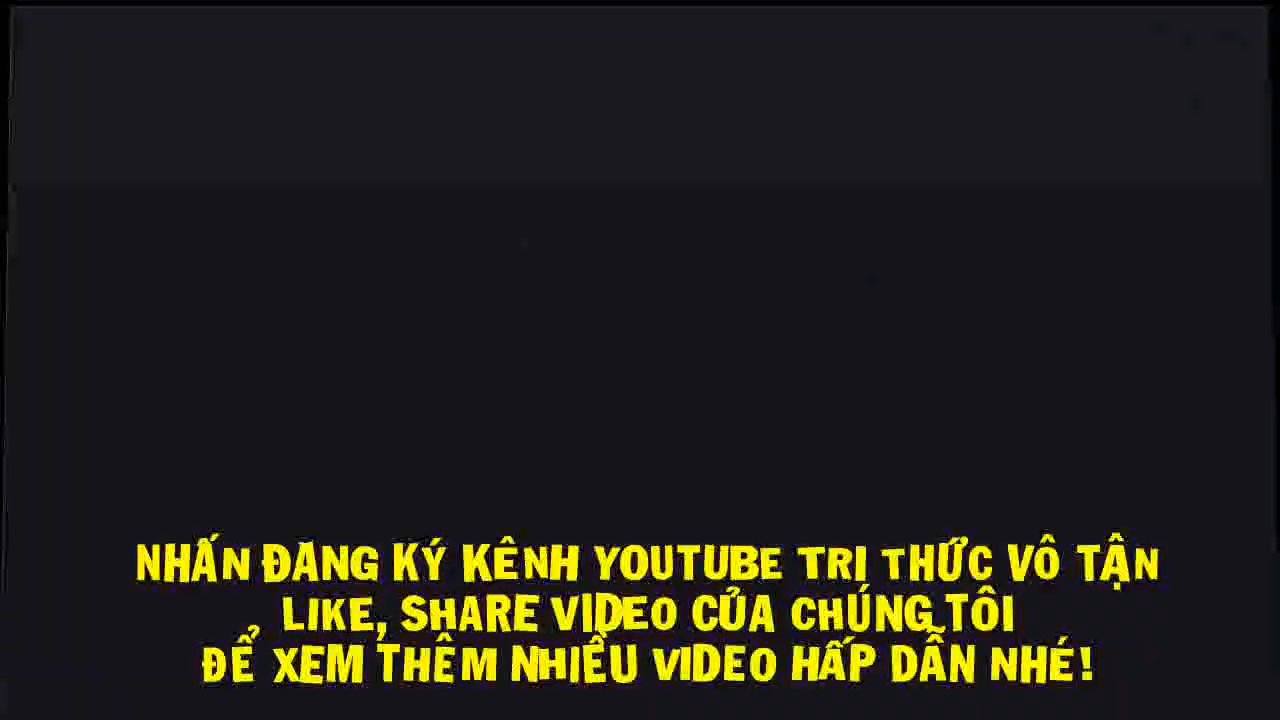 NHẤN ĐĂNG KÝ KÊNH YOUTUBE TRI THỨC VÔ TẬN
LIKE, SHARE VIDEO CỦA CHÚNG TÔI
ĐỂ XEM THÊM NHIỀU VIDEO HẤP DẪN NHÉ!